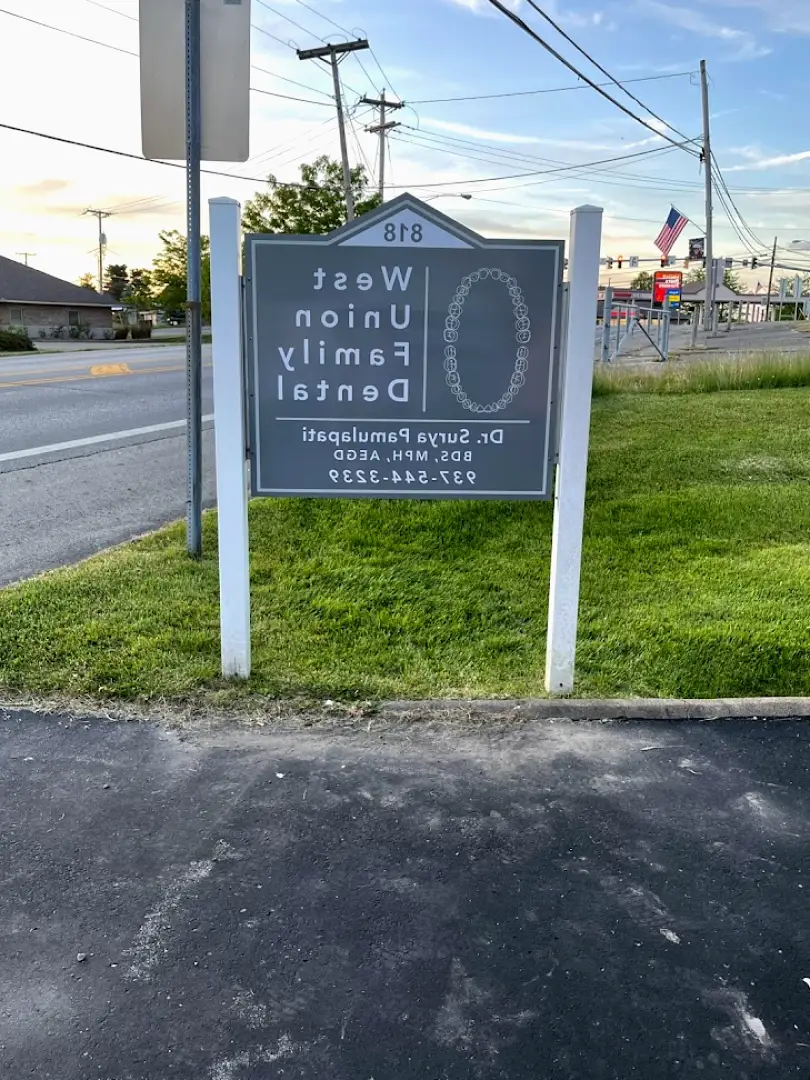 818
West
Union
Family
Dental
Dr. Surya Pamulapati
BDS, MPH, AEGD
937-544-3239